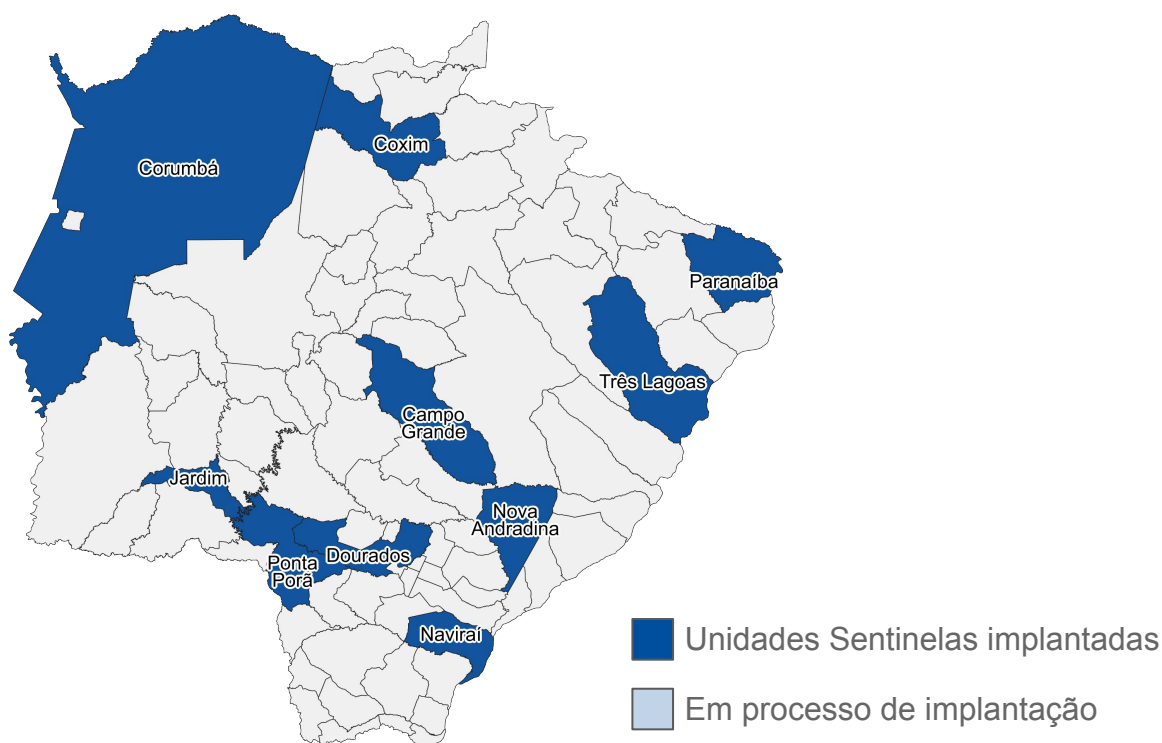 Corumbá
Coxim
Paranaíba
Três Lagoas
Campo
Grande
Jardim
Nova
Andradina
Dourados
Ponta
Porã
Naviraí
Unidades Sentinelas implantadas
Em processo de implantação